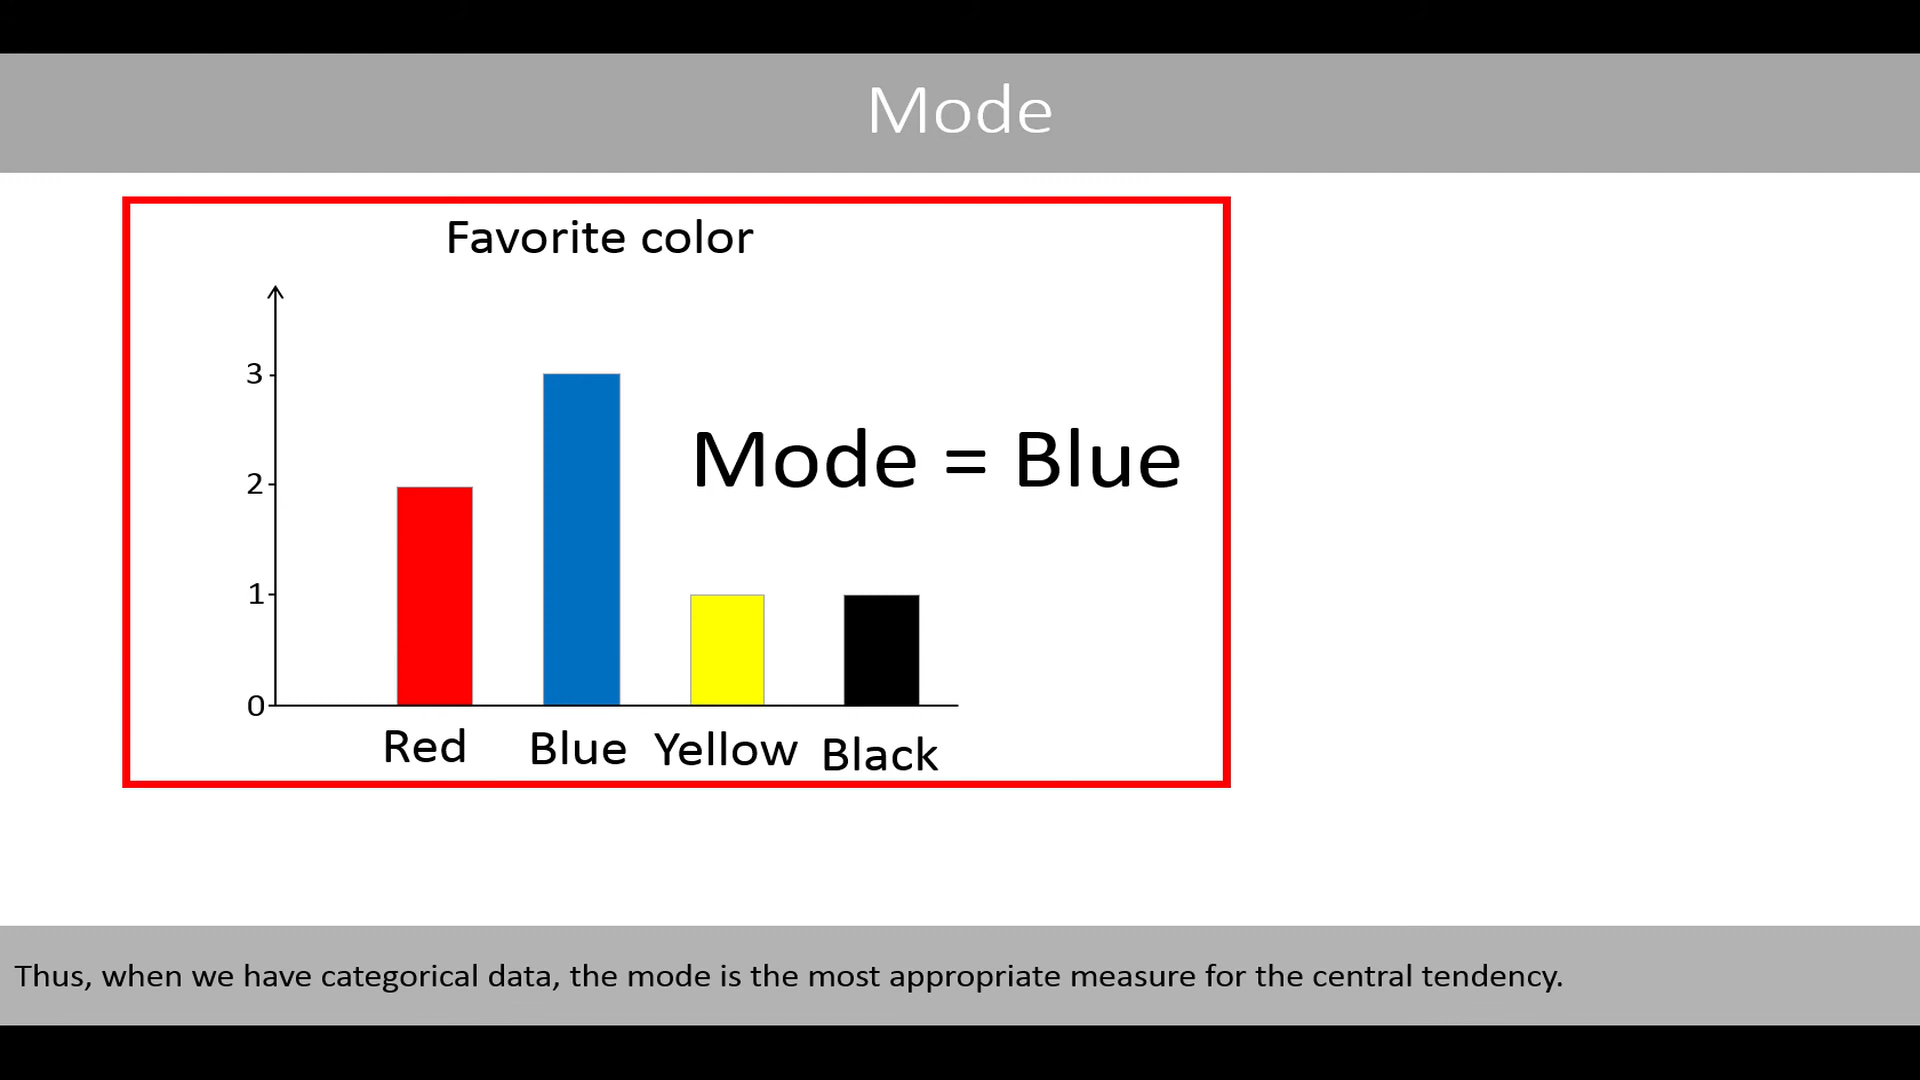 Mode
Favorite color
3
2
1
0
Mode = Blue
Red Blue Yellow Black
Thus, when we have categorical data, the mode is the most appropriate measure for the central tendency.